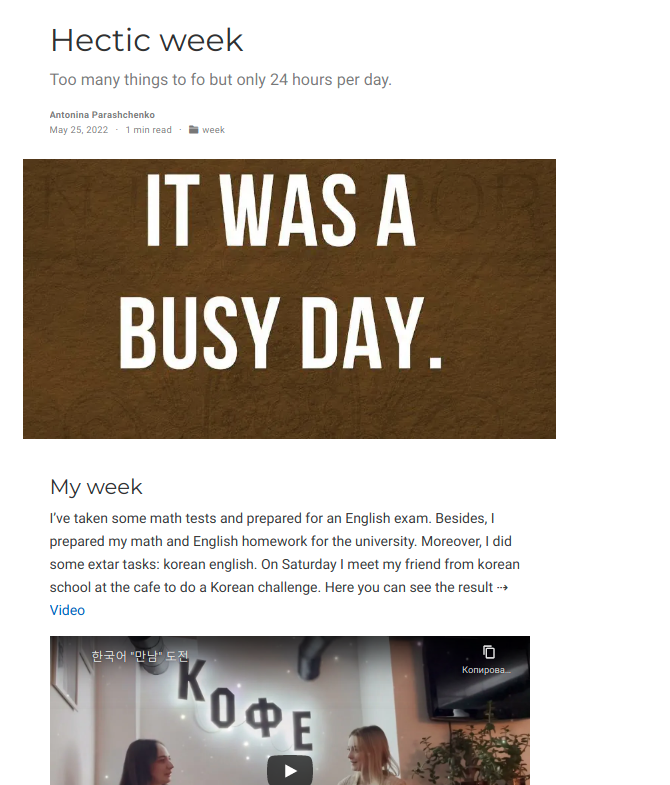 Hectic week
Too many things to fo but only 24 hours per day.
Antonina Parashchenko
May 25, 2022 · 1 min read · week
IT WAS A
BUSY DAY.
My week
I've taken some math tests and prepared for an English exam. Besides, I
prepared my math and English homework for the university. Moreover, I did
some extar tasks: korean english. On Saturday I meet my friend from korean
school at the cafe to do a Korean challenge. Here you can see the result ⇢
Video
한국어 "만남" 도전
Копирова...
КОФЕ